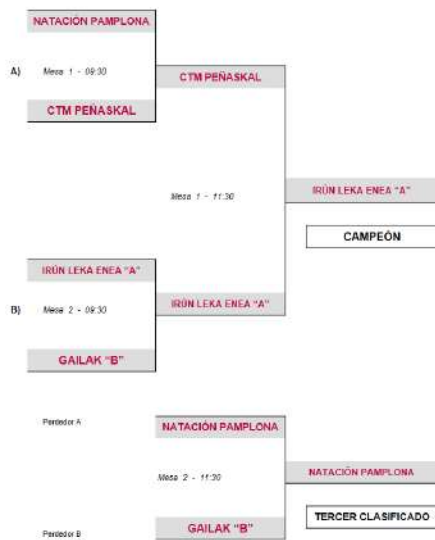 NATACIÓN PAMPLONA
A) Mesa 1 - 09:30
CTM PEÑASKAL
CTM PEÑASKAL
Mesa 1 - 11:30
IRÚN LEKA ENEA "A"
CAMPEÓN
IRÚN LEKA ENEA "A"
B) Mesa 2 - 09:30
IRÚN LEKA ENEA "A"
GAILAK "B"
Perdedor A
NATACIÓN PAMPLONA
Mesa 2 - 11:30
NATACIÓN PAMPLONA
TERCER CLASIFICADO
Perdedor B
GAILAK "B"